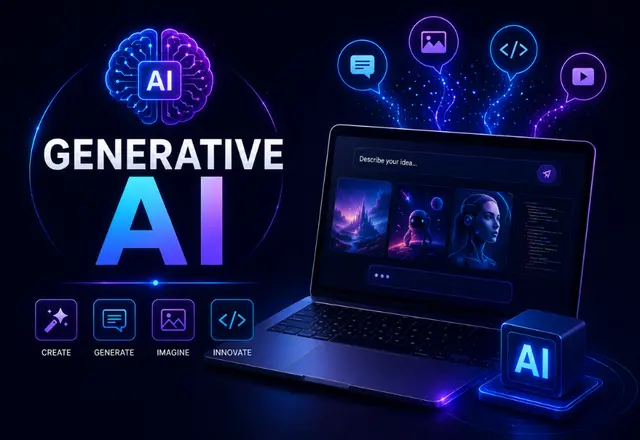 AI
GENERATIVE
AI
CREATE
GENERATE
IMAGINE
INNOVATE
Describe your idea...
AI